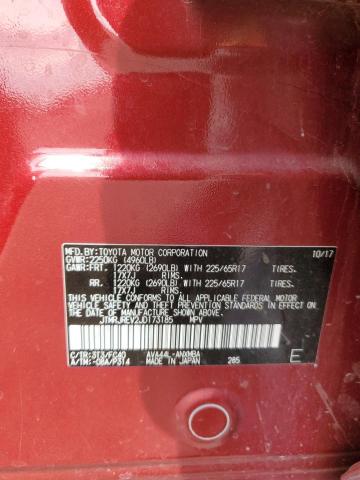 MFD.BY:TOYOTA MOTOR CORPORATION 10/17
GVWR:2250KG (4960LB)
GAWR:FRT. 1220KG (2690LB) WITH 225/65R17 TIRES.
17X7J RIMS.
RR. 1220KG (2690LB) WITH 225/65R17 TIRES.
17X7J RIMS.
THIS VEHICLE CONFORMS TO ALL APPLICABLE FEDERAL MOTOR
VEHICLE SAFETY, BUMPER, AND THEFT PREVENTION STANDARDS IN EFFECT
ON THE DATE OF MANUFACTURE SHOWN ABOVE.
JTMRJREV2JD173185 MPV
C/TR:3T3/FC40 AVA44L-ANXMBA
A/TM:-08A/P314 MADE IN JAPAN 285 E